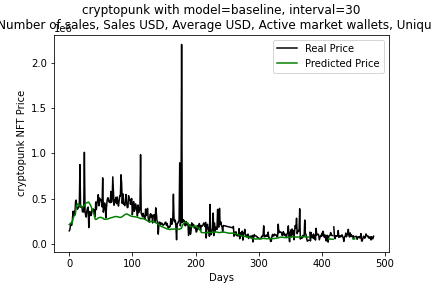 cryptopunk with model=baseline, interval=30
Number of sales, Sales USD, Average USD, Active market wallets,
1e6
Real Price
Predicted Price
cryptopunk NFT Price
2.0
1.5
1.0
0.5
0.0
0
100
200
300
400
500
Days